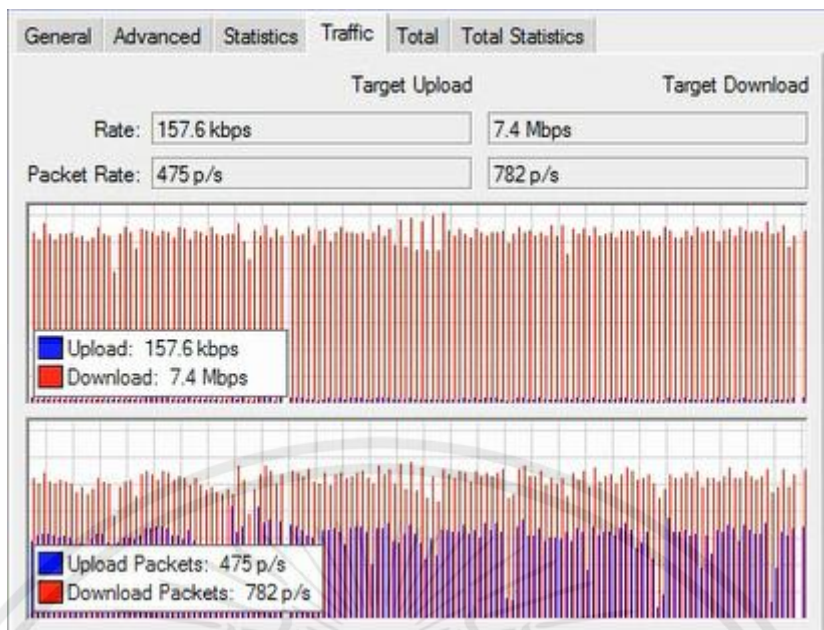 General Advanced Statistics Traffic Total Total Statistics
Target Upload Target Download
Rate: 157.6 kbps 7.4 Mbps
Packet Rate: 475 p/s 782 p/s
Upload: 157.6 kbps
Download: 7.4 Mbps
Upload Packets: 475 p/s
Download Packets: 782 p/s